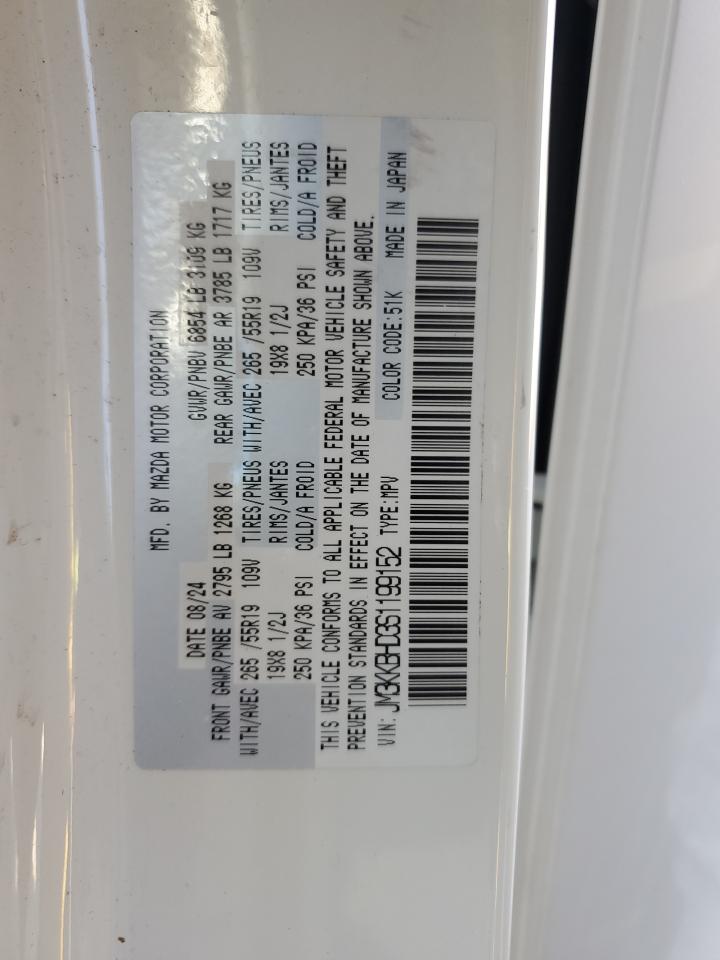 MFD. BY MAZDA MOTOR CORPORATION
DATE 08/24 GVWR/PNBV 6854 LB 3109 KG
FRONT GAWR/PNBE AV 2795 LB 1268 KG REAR GAWR/PNBE AR 3785 LB 1717 KG
WITH/AVEC 265 /55R19 109V TIRES/PNEUS WITH/AVEC 265 /55R19 109V TIRES/PNEUS
19X8 1/2J RIMS/JANTES 19X8 1/2J RIMS/JANTES
250 KPA/36 PSI COLD/A FROID 250 KPA/36 PSI COLD/A FROID
THIS VEHICLE CONFORMS TO ALL APPLICABLE FEDERAL MOTOR VEHICLE SAFETY AND THEFT
PREVENTION STANDARDS IN EFFECT ON THE DATE OF MANUFACTURE SHOWN ABOVE.
VIN: JM3KKBHD3S1199152 TYPE:MPV COLOR CODE:51K MADE IN JAPAN